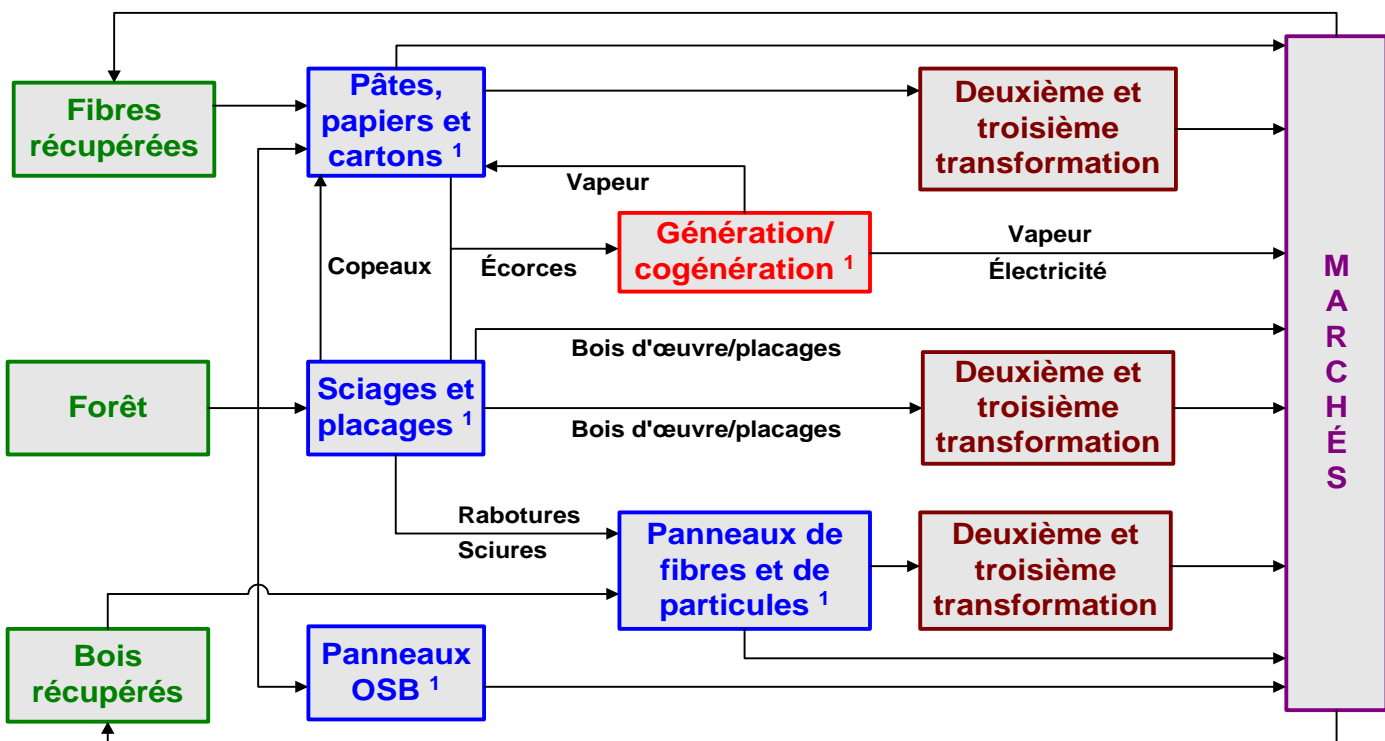 Fibres
récupérées
Pâtes,
papiers et
cartons 1
Deuxième et
troisième
transformation
Vapeur
Copeaux
Écorces
Génération/
cogénération 1
Vapeur
Électricité
Forêt
Sciages et
placages 1
Bois d'œuvre/placages
Bois d'œuvre/placages
Deuxième et
troisième
transformation
Rabotures
Sciures
Panneaux de
fibres et de
particules 1
Deuxième et
troisième
transformation
Bois
récupérés
Panneaux
OSB 1
M
A
R
C
H
É
S